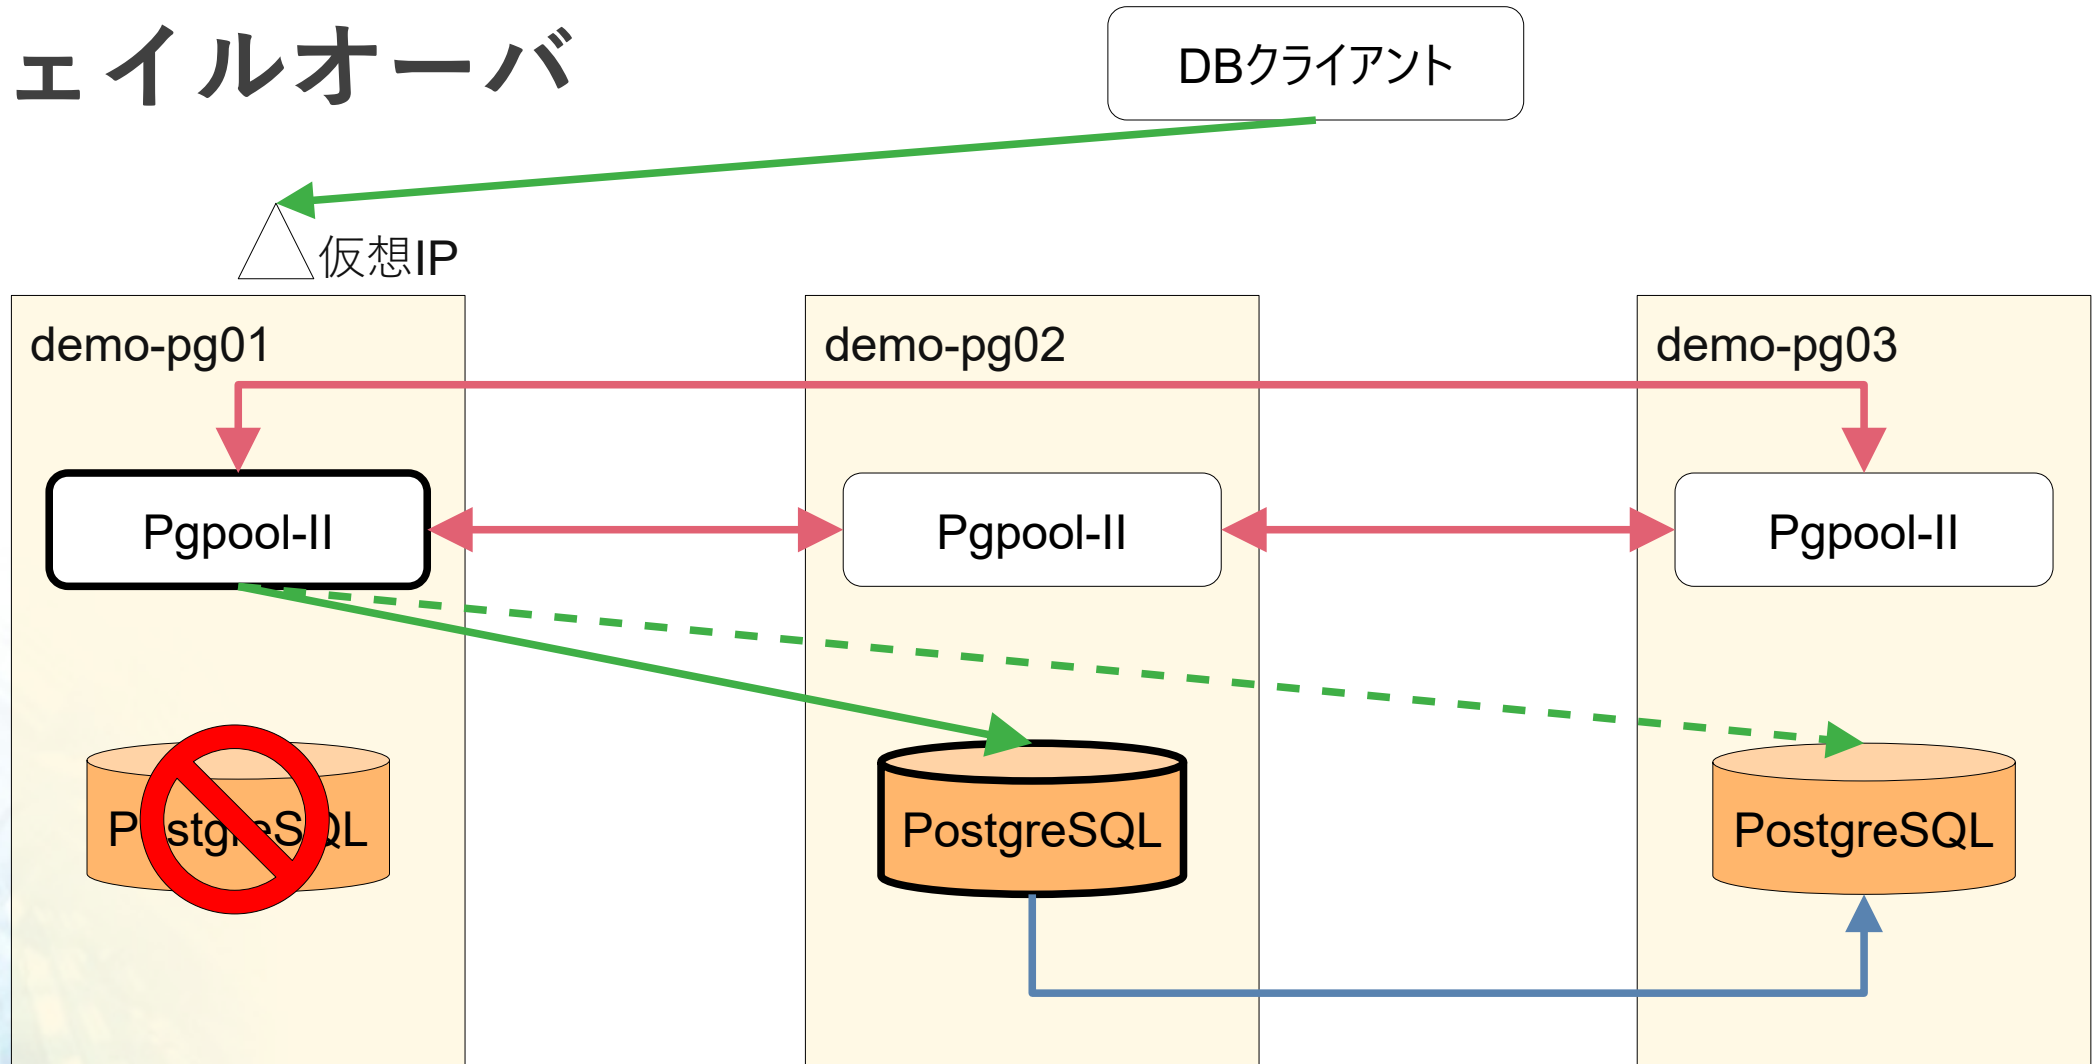 ェイルオーバ
DBクライアント
仮想IP
demo-pg01
demo-pg02
demo-pg03
Pgpool-II
Pgpool-II
Pgpool-II
PostgreSQL
PostgreSQL
PostgreSQL